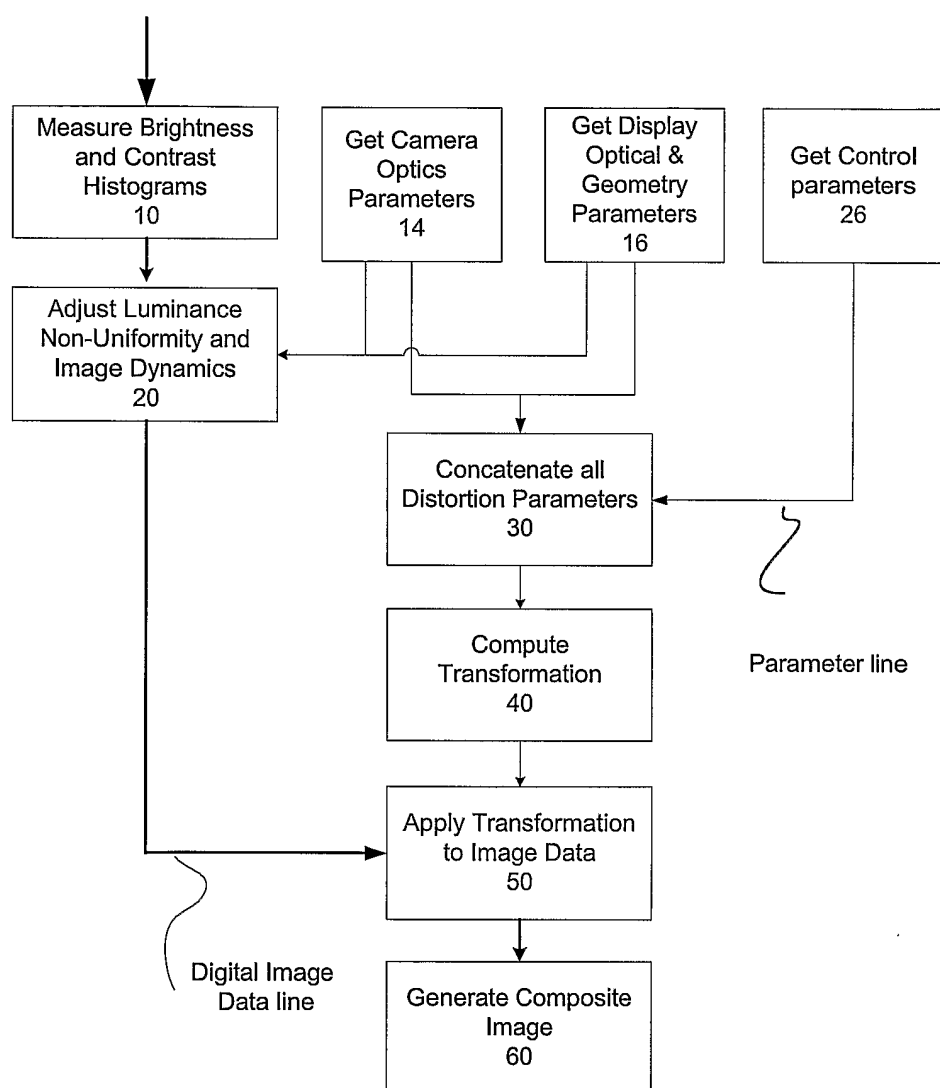 Measure Brightness
and Contrast
Histograms
10
Get Camera
Optics
Parameters
14
Get Display
Optical &
Geometry
Parameters
16
Get Control
parameters
26
Adjust Luminance
Non-Uniformity and
Image Dynamics
20
Concatenate all
Distortion Parameters
30
Compute
Transformation
40
Parameter line
Apply Transformation
to Image Data
50
Digital Image
Data line
Generate Composite
Image
60